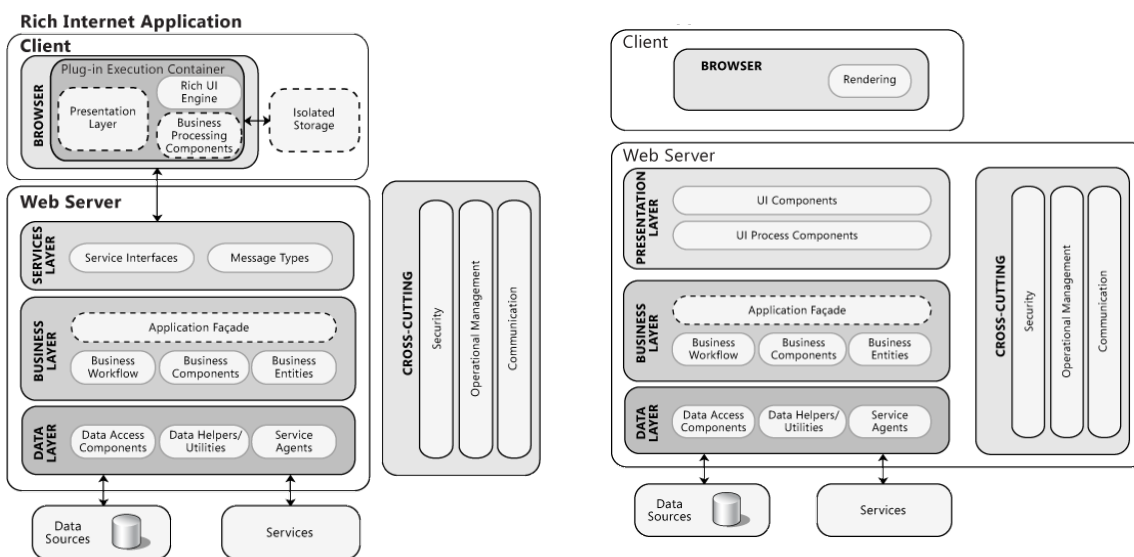 Rich Internet Application
Client
Plug-in Execution Container
BROWSER
Presentation
Layer
Rich UI
Engine
Business
Processing
Components
Isolated
Storage
Web Server
SERVICES
LAYER
Service Interfaces
Message Types
BUSINESS LAYER
Application Façade
Business
Workflow
Business
Components
Business
Entities
DATA
LAYER
Data Access
Components
Data Helpers/
Utilities
Service
Agents
Data
Sources
Services
CROSS-CUTTING
Security
Operational Management
Communication
Client
BROWSER
Rendering
Web Server
PRESENTATION
LAYER
UI Components
UI Process Components
BUSINESS
LAYER
Application Façade
Business
Workflow
Business
Components
Business
Entities
DATA
LAYER
Data Access
Components
Data Helpers/
Utilities
Service
Agents
CROSS-CUTTING
Security
Operational Management
Communication
Data
Sources
Services